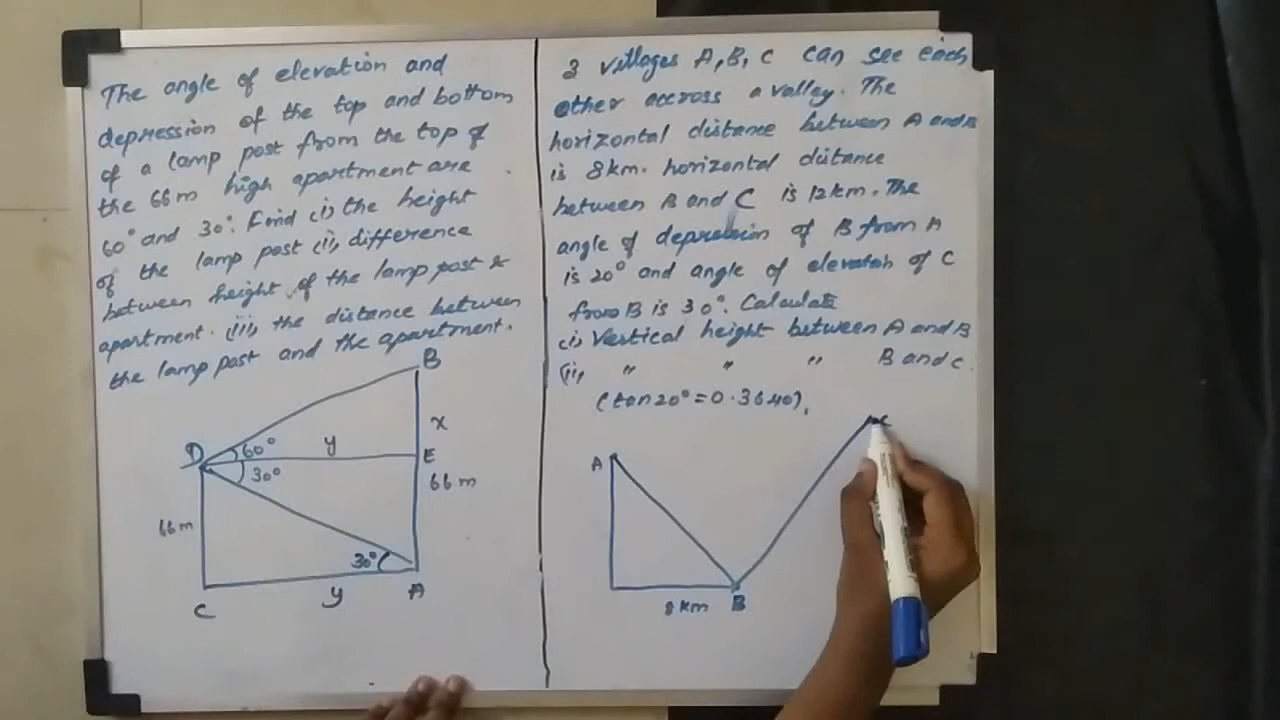 The angle of elevation and
depression of the top and bottom
of a lamp post from the top of
the 66m high apartment are
60° and 30°. Find (i) the height
of the lamp post (ii) difference
between height of the lamp post &
apartment. (iii) the distance between
the lamp post and the apartment.
B
x
D 60° y E
30° 66m
66m
30°
C y A
3 villages A, B, C can see each
other accross a valley. The
horizontal distance between A and B
is 8km. horizontal distance
between B and C is 12km. The
angle of depression of B from A
is 20° and angle of elevation of C
from B is 30°. Calculate
(i) Vertical height between A and B
(ii) " " " B and C.
(tan20° = 0.3640).
C
A
8 km B